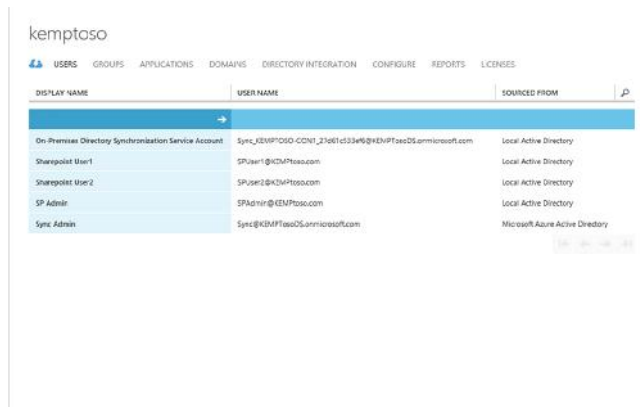 kemptoso
USERS GROUPS APPLICATIONS DOMAINS DIRECTORY INTEGRATION CONFIGURE REPORTS LICENSES
DISPLAY NAME USER NAME SOURCED FROM
On-Premises Directory Synchronization Service Account Local Active Directory
Sharepoint User1 SPUser1@KEMPtoso.com Local Active Directory
Sharepoint User2 SPUser2@KEMPtoso.com Local Active Directory
SP Admin SPAdmin@KEMPtoso.com Local Active Directory
Sync Admin Sync@KEMPTosoDS.onmicrosoft.com Microsoft Azure Active Directory